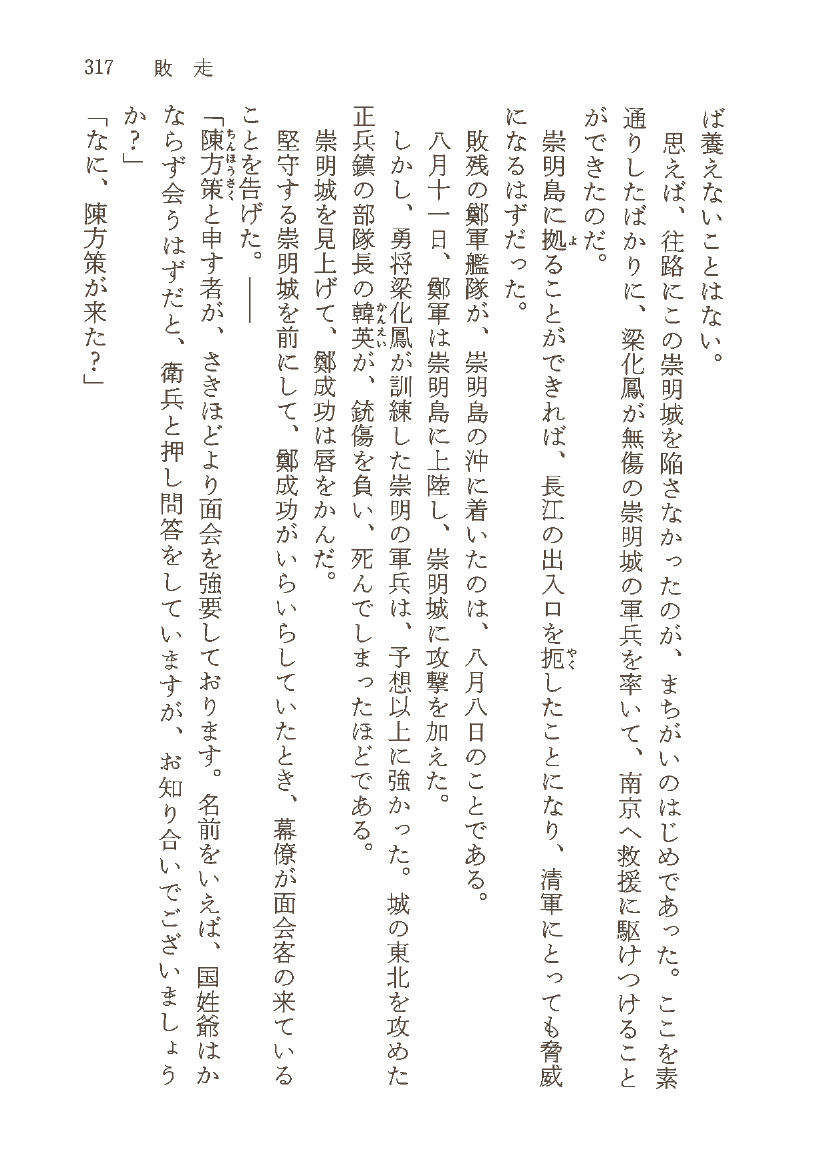 317 敗走
ば養えないことはない。
思えば、往路にこの崇明城を陥さなかったのが、まちがいのはじめであった。ここを素
通りしたばかりに、梁化鳳が無傷の崇明城の軍兵を率いて、南京へ救援に駆けつけること
ができたのだ。
崇明島に拠ることができれば、長江の出入口を扼したことになり、清軍にとっても脅威
になるはずだった。
敗残の鄭軍艦隊が、崇明島の沖に着いたのは、八月八日のことである。
八月十一日、鄭軍は崇明島に上陸し、崇明城に攻撃を加えた。
しかし、勇将梁化鳳が訓練した崇明の軍兵は、予想以上に強かった。城の東北を攻めた
正兵鎮の部隊長の韓英が、銃傷を負い、死んでしまったほどである。
崇明城を見上げて、鄭成功は唇をかんだ。
堅守する崇明城を前にして、鄭成功がいらいらしていたとき、幕僚が面会客の来ている
ことを告げた。――
「陳方策と申す者が、さきほどより面会を強要しております。名前をいえば、国姓爺はか
ならず会うはずだと、衛兵と押し問答をしていますが、お知り合いでございましょう
か?」
「なに、陳方策が来た?」